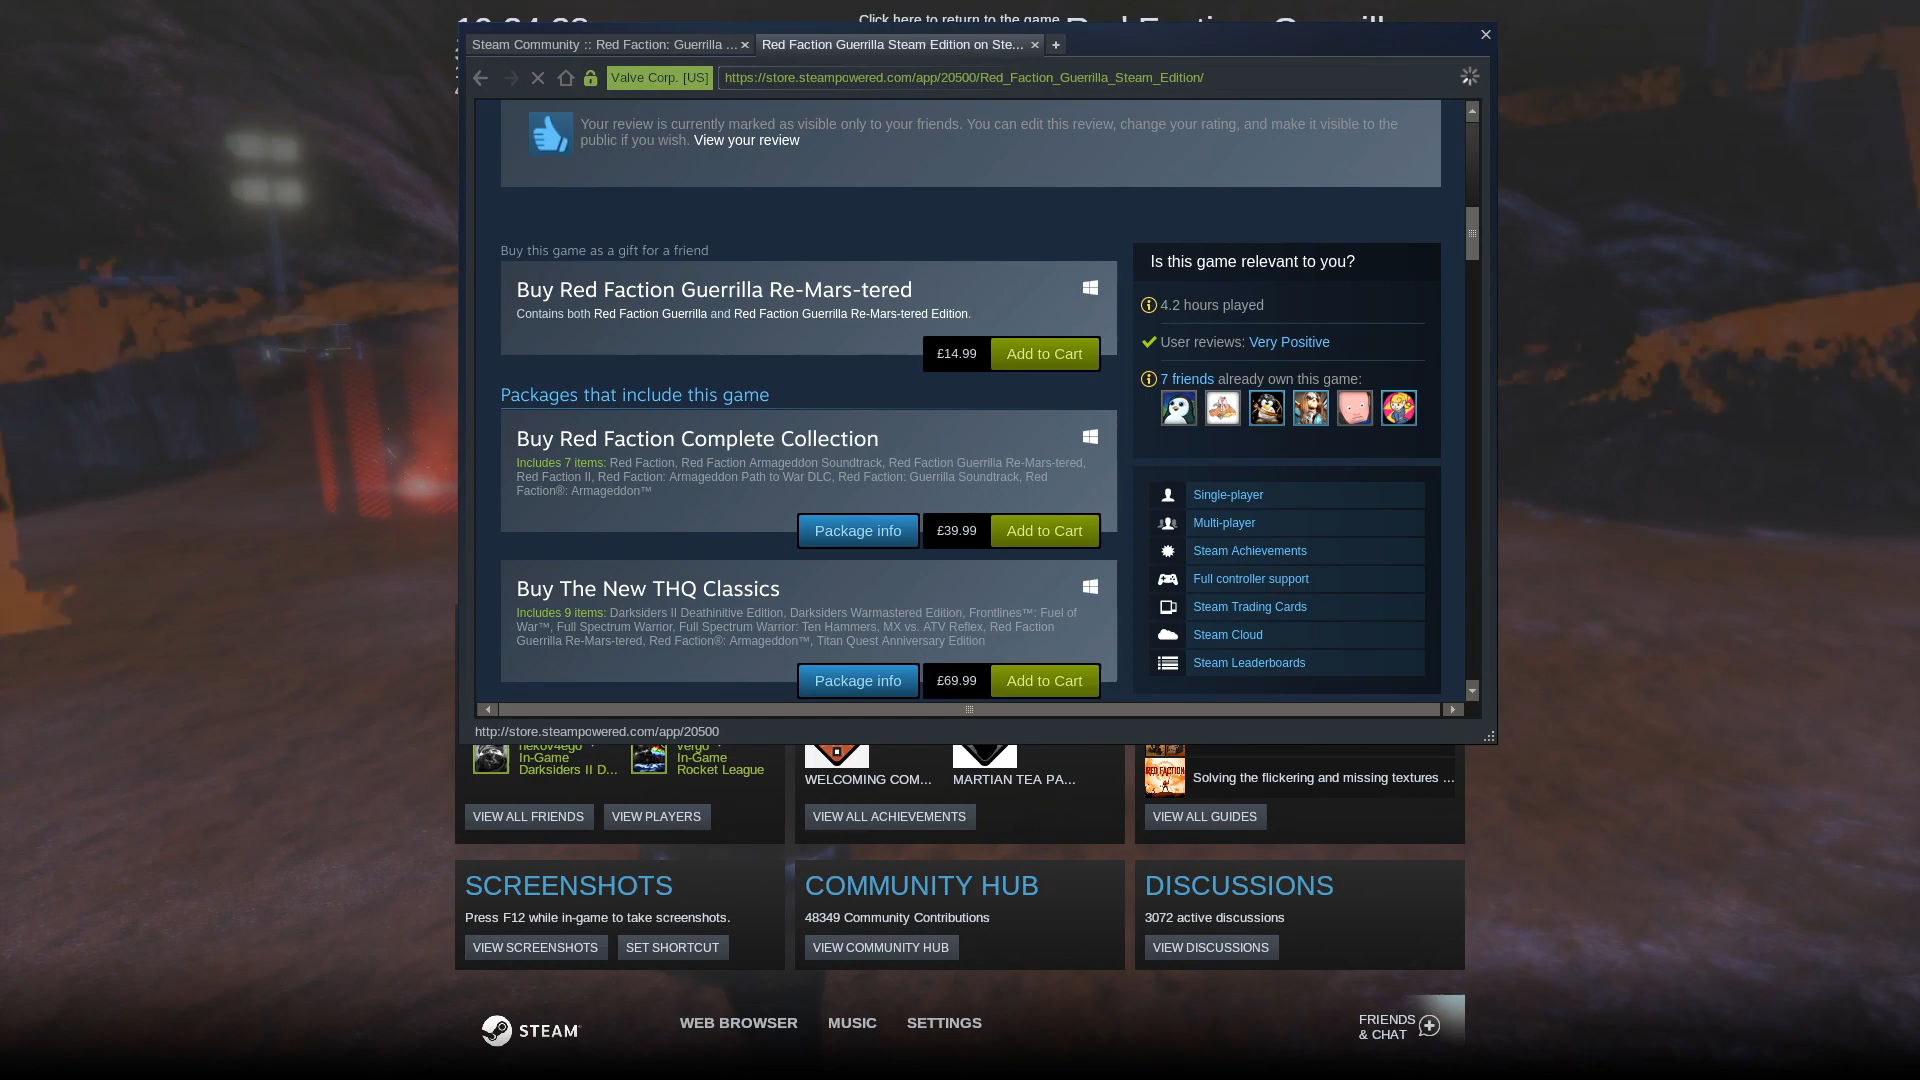 Click here to return to the game
Steam Community :: Red Faction: Guerrilla ...
Red Faction Guerrilla Steam Edition on Ste...
Valve Corp. [US]
https://store.steampowered.com/app/20500/Red_Faction_Guerrilla_Steam_Edition/
Your review is currently marked as visible only to your friends. You can edit this review, change your rating, and make it visible to the
public if you wish. View your review
Buy this game as a gift for a friend
Buy Red Faction Guerrilla Re-Mars-tered
Contains both Red Faction Guerrilla and Red Faction Guerrilla Re-Mars-tered Edition.
£14.99
Add to Cart
Packages that include this game
Buy Red Faction Complete Collection
Includes 7 items: Red Faction, Red Faction Armageddon Soundtrack, Red Faction Guerrilla Re-Mars-tered,
Red Faction II, Red Faction: Armageddon Path to War DLC, Red Faction: Guerrilla Soundtrack, Red
Faction®: Armageddon™
Package info
£39.99
Add to Cart
Buy The New THQ Classics
Includes 9 items: Darksiders II Deathinitive Edition, Darksiders Warmastered Edition, Frontlines™: Fuel of
War™, Full Spectrum Warrior, Full Spectrum Warrior: Ten Hammers, MX vs. ATV Reflex, Red Faction
Guerrilla Re-Mars-tered, Red Faction®: Armageddon™, Titan Quest Anniversary Edition
Package info
£69.99
Add to Cart
Is this game relevant to you?
4.2 hours played
User reviews: Very Positive
7 friends already own this game:
Single-player
Multi-player
Steam Achievements
Full controller support
Steam Trading Cards
Steam Cloud
Steam Leaderboards
http://store.steampowered.com/app/20500
In-Game
Darksiders II D...
In-Game
Rocket League
WELCOMING COM...
MARTIAN TEA PA...
RED FACTION
Solving the flickering and missing textures ...
VIEW ALL FRIENDS
VIEW PLAYERS
VIEW ALL ACHIEVEMENTS
VIEW ALL GUIDES
SCREENSHOTS
Press F12 while in-game to take screenshots.
VIEW SCREENSHOTS
SET SHORTCUT
COMMUNITY HUB
48349 Community Contributions
VIEW COMMUNITY HUB
DISCUSSIONS
3072 active discussions
VIEW DISCUSSIONS
STEAM
WEB BROWSER
MUSIC
SETTINGS
FRIENDS
& CHAT